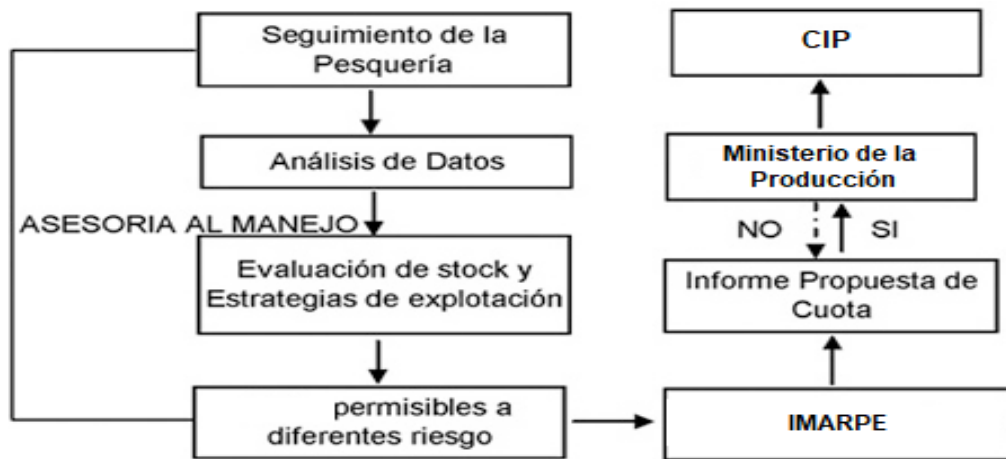 Seguimiento de la
Pesquería
Análisis de Datos
ASESORIA AL MANEJO
Evaluación de stock y
Estrategias de explotación
permisibles a
diferentes riesgo
CIP
Ministerio de la
Producción
NO
SI
Informe Propuesta de
Cuota
IMARPE